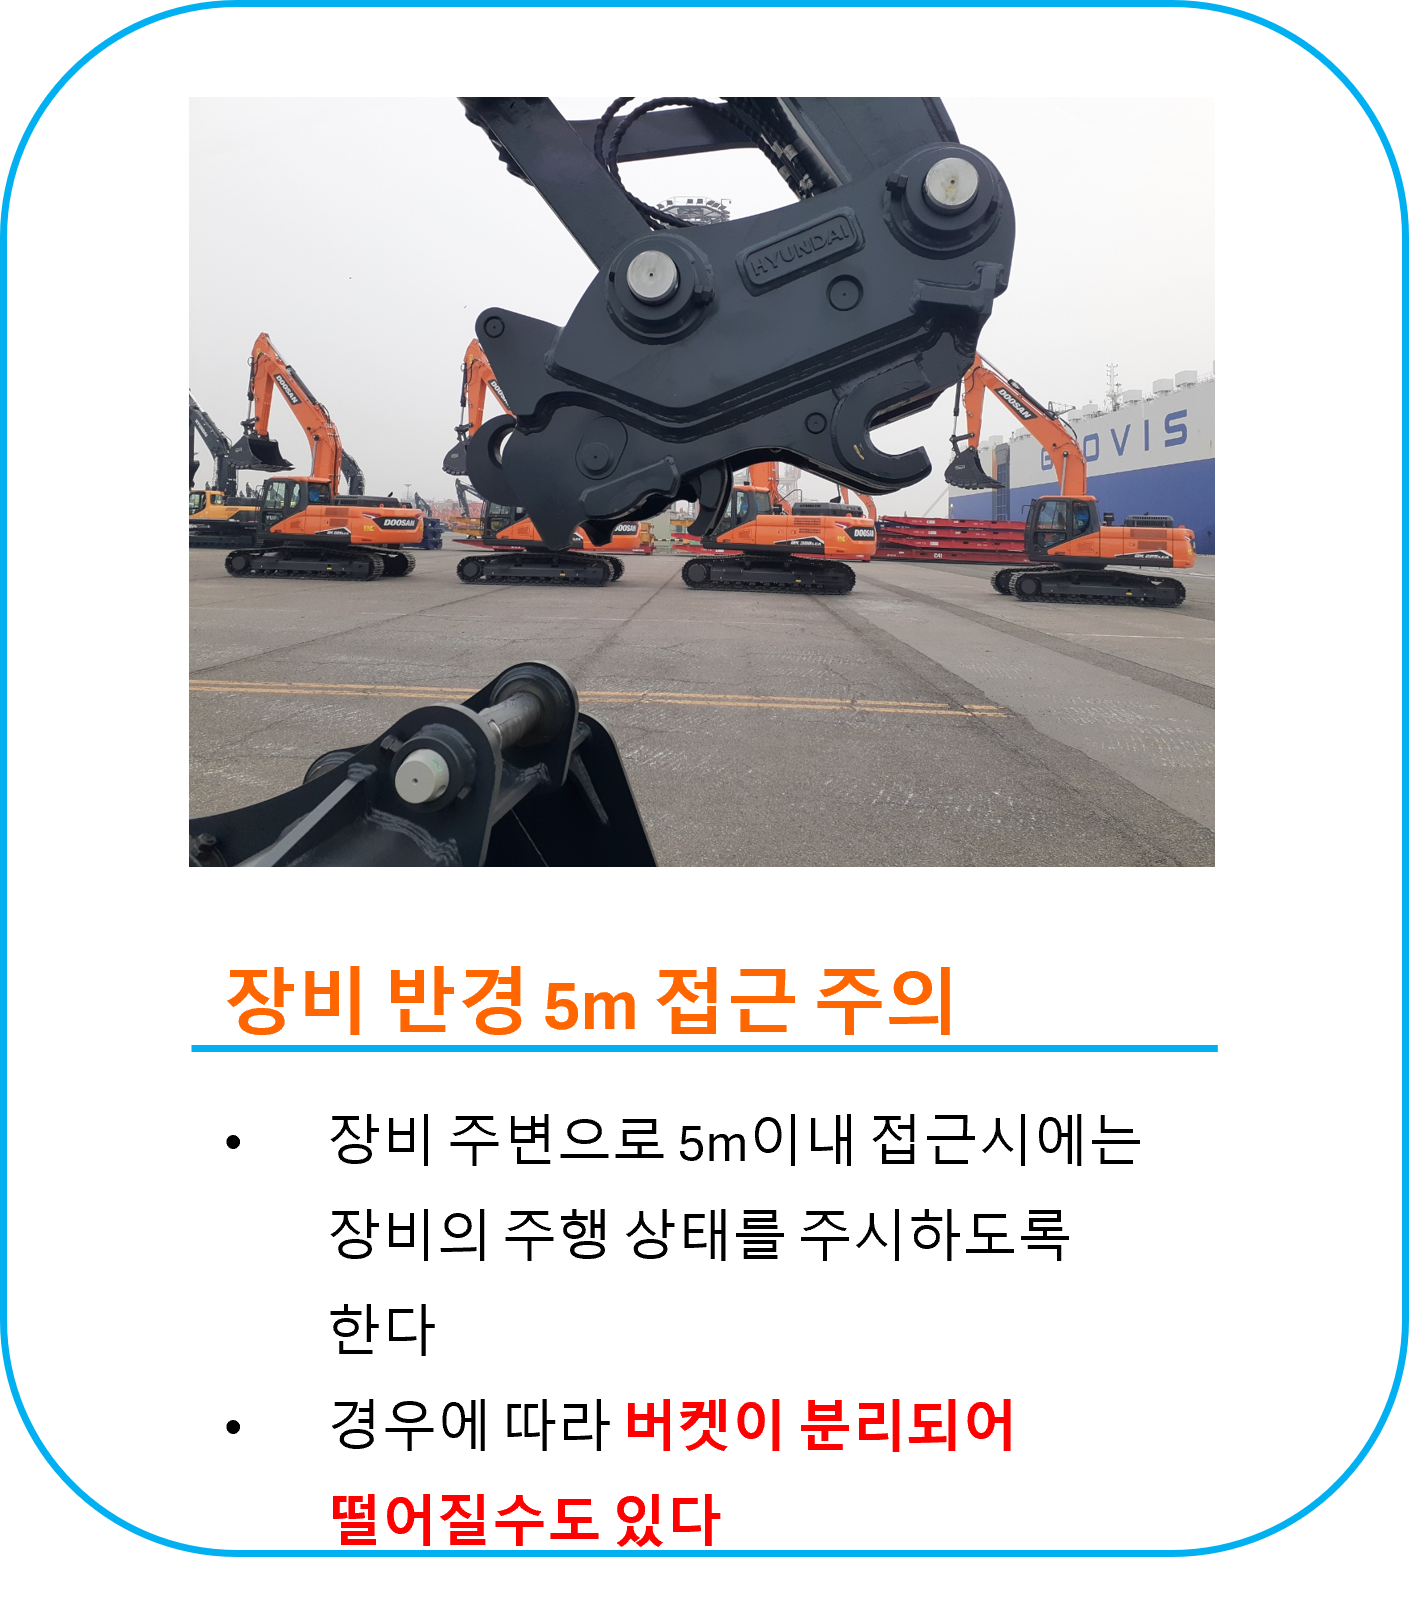 HYUNDAI
DOOSAN
DOOSAN
DOOSAN
OVIS
DOOSAN
DOOSAN
DOOSAN
장비 반경 5m 접근 주의
• 장비 주변으로 5m이내 접근시에는
장비의 주행 상태를 주시하도록
한다
• 경우에 따라 버켓이 분리되어
떨어질수도 있다